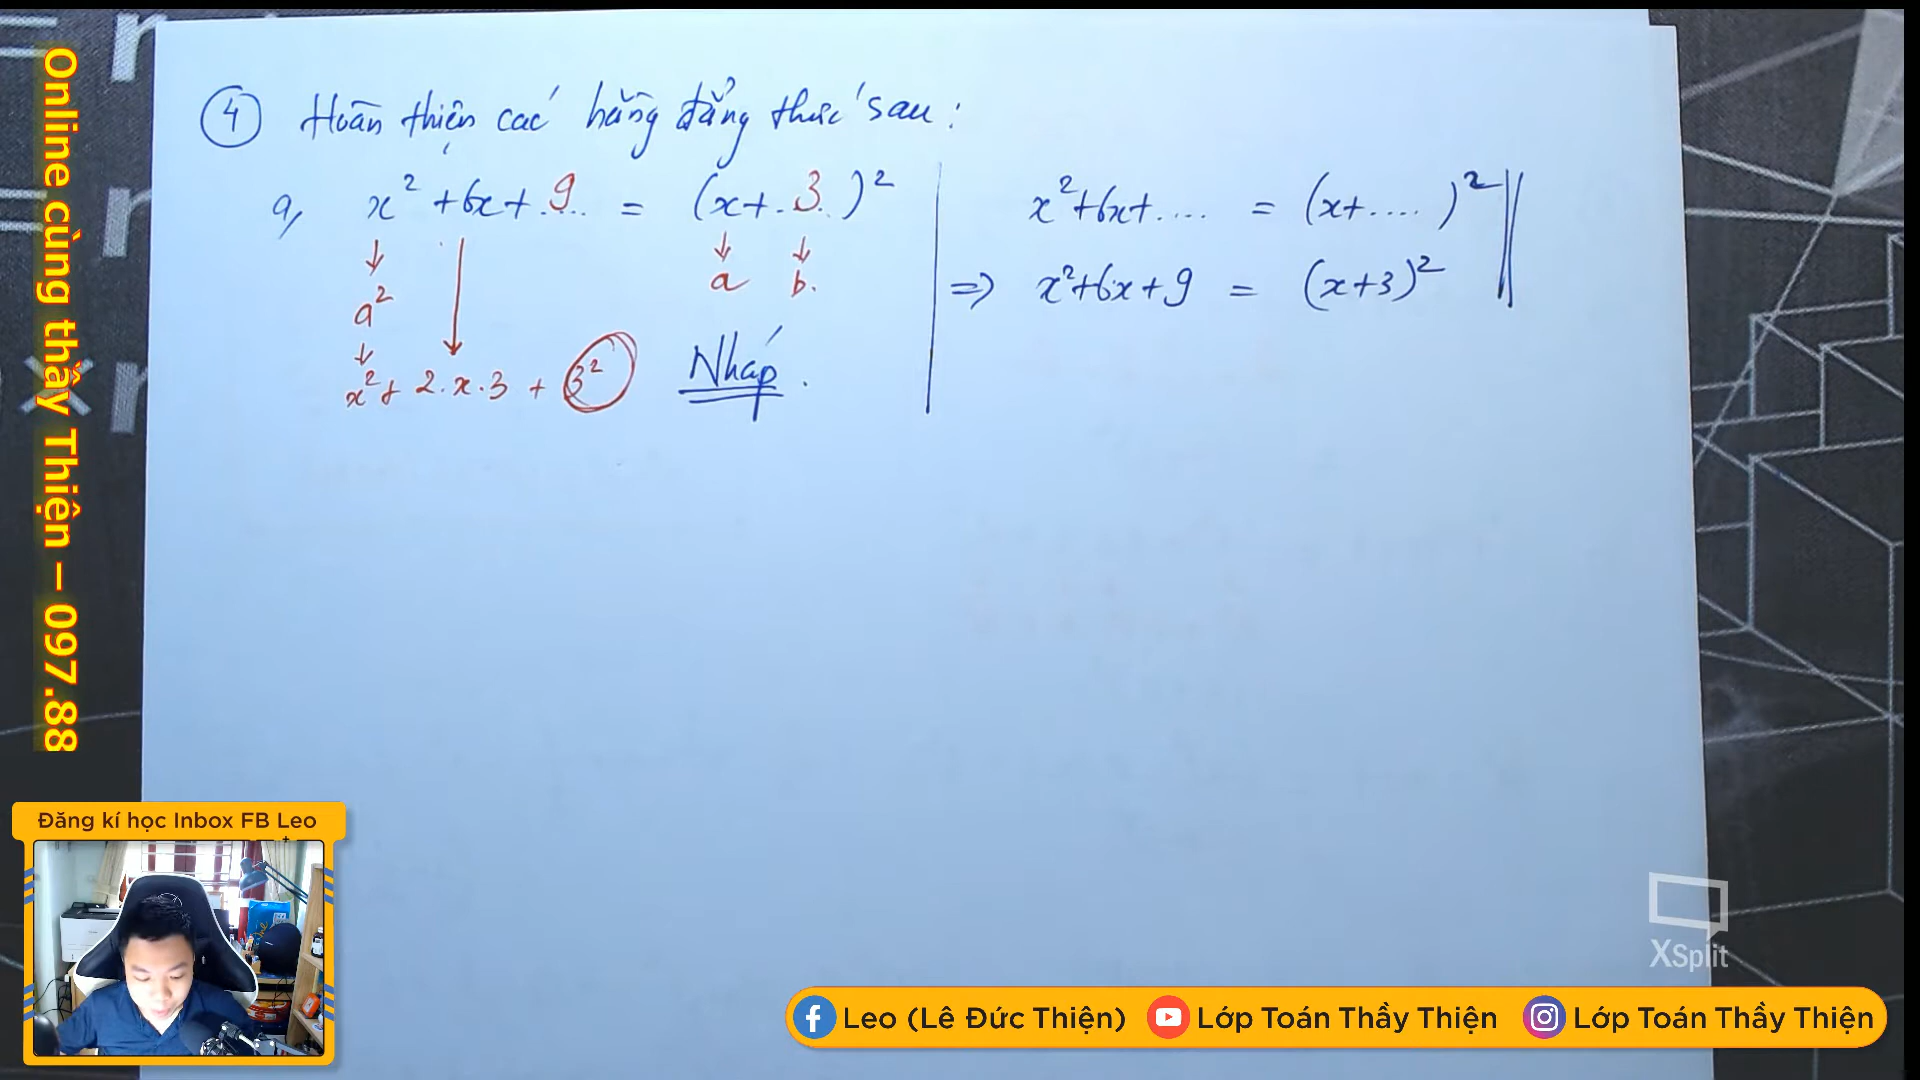 Online cùng thầy Thiện – 097.88
④ Hoàn thiện các hằng đẳng thức sau:
a, x² + 6x + ..9.. = (x + .3.)²
a² a b.
x² + 2.x.3 + 3² Nháp.
x² + 6x + .... = (x + ....)²
⇒ x² + 6x + 9 = (x + 3)²
Đăng kí học Inbox FB Leo
XSplit
Leo (Lê Đức Thiện) Lớp Toán Thầy Thiện Lớp Toán Thầy Thiện